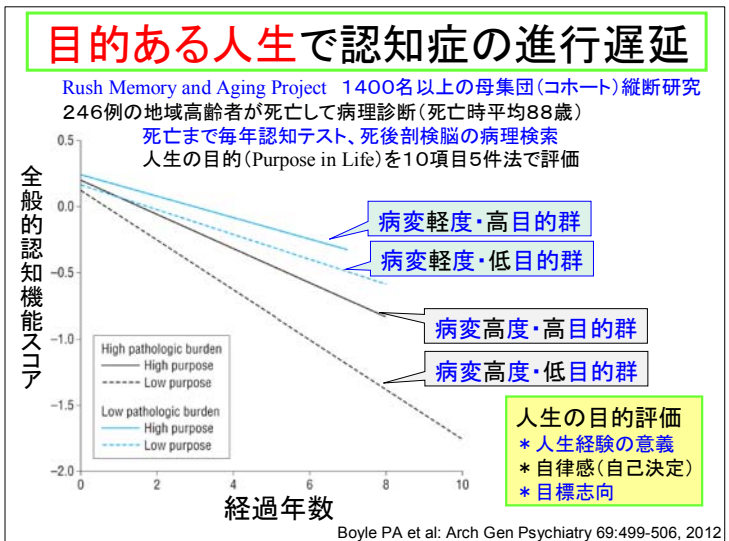 目的ある人生で認知症の進行遅延
Rush Memory and Aging Project 1400名以上の母集団(コホート)縦断研究
246例の地域高齢者が死亡して病理診断(死亡時平均88歳)
死亡まで毎年認知テスト、死後剖検脳の病理検索
人生の目的(Purpose in Life)を10項目5件法で評価
全般的認知機能スコア
0.5
0.0
−0.5
−1.0
−1.5
−2.0
病変軽度・高目的群
病変軽度・低目的群
病変高度・高目的群
病変高度・低目的群
High pathologic burden
High purpose
Low purpose
Low pathologic burden
High purpose
Low purpose
人生の目的評価
*人生経験の意義
*自律感(自己決定)
*目標志向
0 2 4 6 8 10
経過年数
Boyle PA et al: Arch Gen Psychiatry 69:499-506, 2012